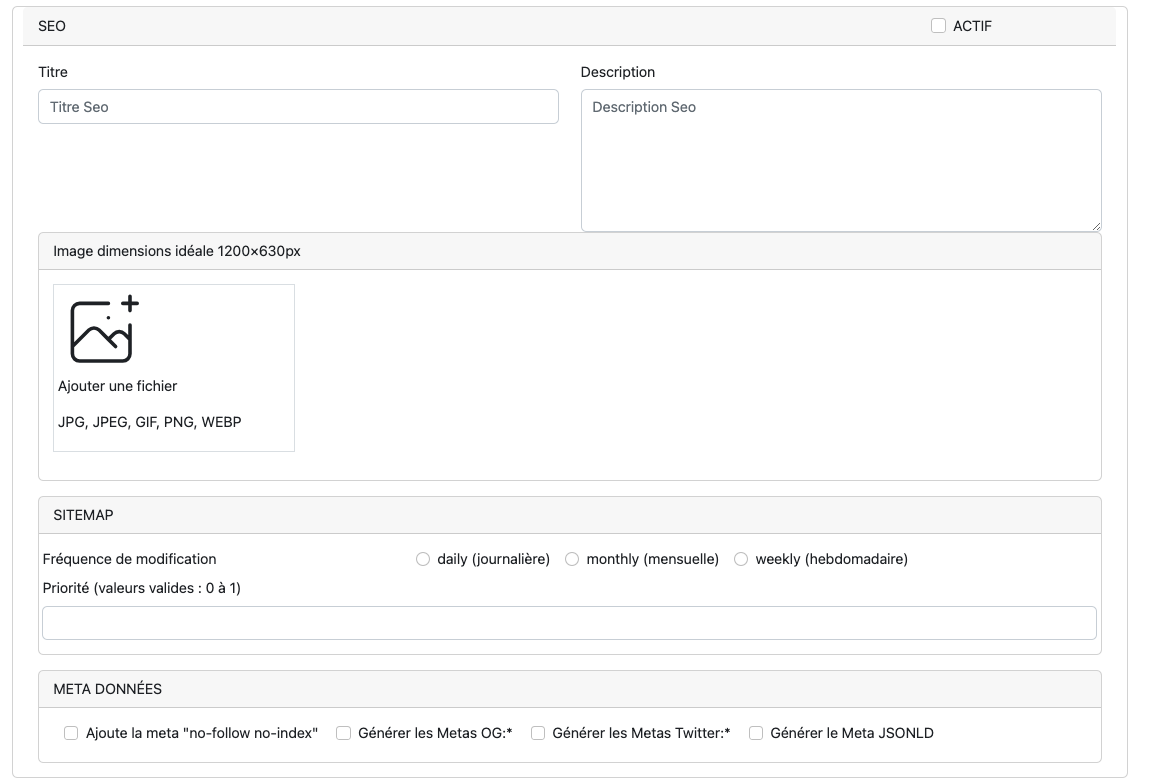 SEO
ACTIF
Titre
Titre Seo
Description
Description Seo
Image dimensions idéale 1200x630px
Ajouter une fichier
JPG, JPEG, GIF, PNG, WEBP
SITEMAP
Fréquence de modification
daily (journalière)
monthly (mensuelle)
weekly (hebdomadaire)
Priorité (valeurs valides : 0 à 1)
META DONNÉES
Ajoute la meta "no-follow no-index"
Générer les Metas OG:*
Générer les Metas Twitter:*
Générer le Meta JSONLD